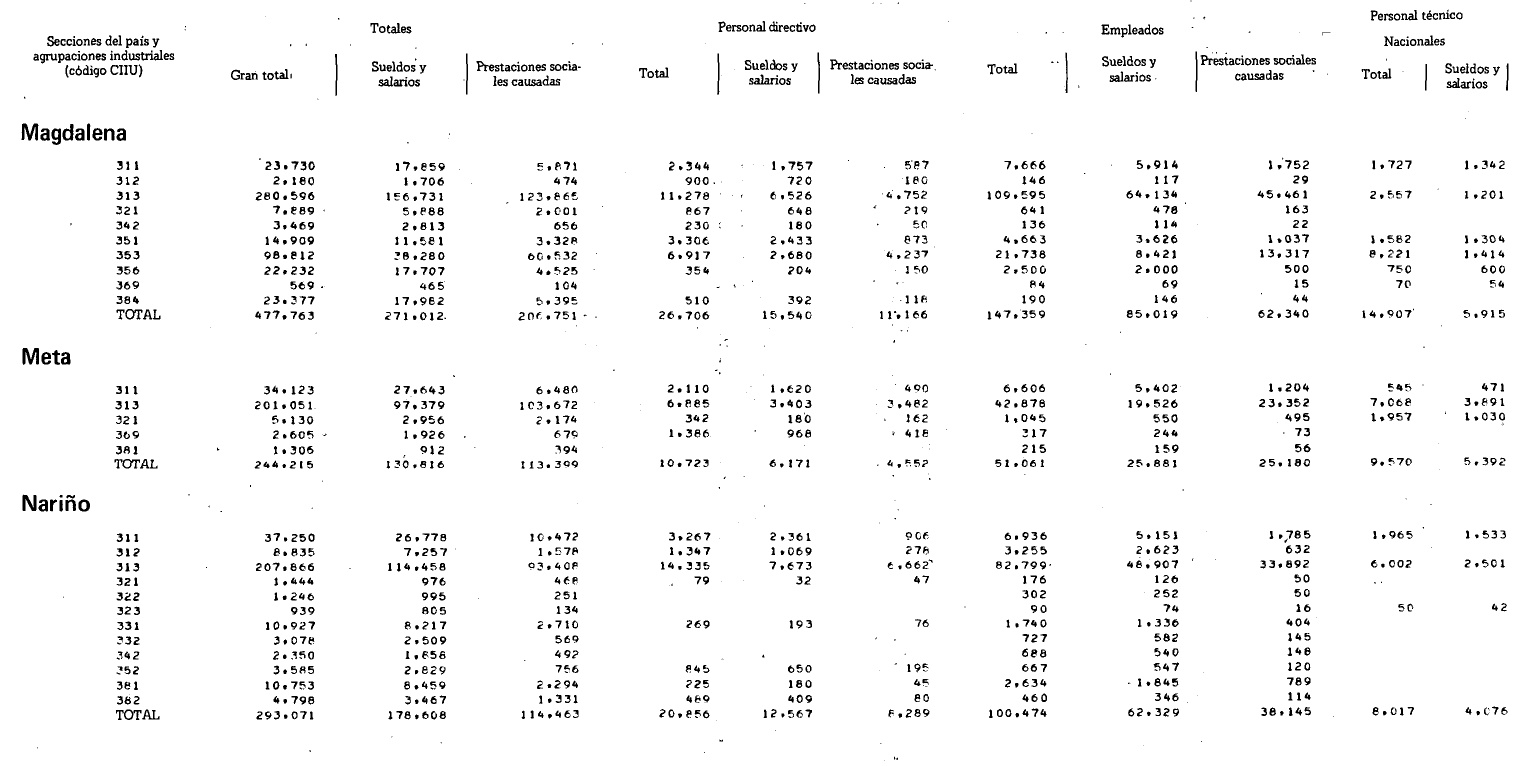 Secciones del país y agrupaciones industriales (código CIIU) Totales Personal directivo Empleados Personal técnico
Nacionales
Gran total Sueldos y salarios Prestaciones sociales causadas Total Sueldos y salarios Prestaciones sociales causadas Total Sueldos y salarios Prestaciones sociales causadas Total Sueldos y salarios
Magdalena
311 23.730 17.859 5.871 2.344 1.757 587 7.666 5.914 1.752 1.727 1.342
312 2.180 1.706 474 900 720 180 146 117 29
313 280.596 156.731 123.865 11.278 6.526 4.752 109.595 64.134 45.461 2.557 1.201
321 7.889 5.888 2.001 867 648 219 641 478 163
342 3.469 2.813 656 230 180 50 136 114 22
351 14.909 11.581 3.328 3.306 2.433 873 4.663 3.626 1.037 1.582 1.304
353 98.812 38.280 60.532 6.917 2.680 4.237 21.738 8.421 13.317 8.221 1.414
356 22.232 17.707 4.525 354 204 150 2.500 2.000 500 750 600
369 569 465 104 84 69 15 70 54
384 23.377 17.982 5.395 510 392 118 190 146 44
TOTAL 477.763 271.012 206.751 26.706 15.540 11.166 147.359 85.019 62.340 14.907 5.915
Meta
311 34.123 27.643 6.480 2.110 1.620 490 6.606 5.402 1.204 545 471
313 201.051 97.379 103.672 6.885 3.403 3.482 42.878 19.526 23.352 7.068 3.891
321 5.130 2.956 2.174 342 180 162 1.045 550 495 1.957 1.030
369 2.605 1.926 679 1.386 968 418 317 244 73
381 1.306 912 394 215 159 56
TOTAL 244.215 130.816 113.399 10.723 6.171 4.552 51.061 25.881 25.180 9.570 5.392
Nariño
311 37.250 26.778 10.472 3.267 2.361 906 6.936 5.151 1.785 1.965 1.533
312 8.835 7.257 1.578 1.347 1.069 278 3.255 2.623 632
313 207.866 114.458 93.408 14.335 7.673 6.662 82.799 48.907 33.892 6.002 2.501
321 1.444 976 468 79 32 47 176 126 50
322 1.246 995 251 302 252 50
323 939 805 134 90 74 16 50 42
331 10.927 8.217 2.710 269 193 76 1.740 1.336 404
332 3.078 2.509 569 727 582 145
342 2.350 1.858 492 688 540 148
352 3.585 2.829 756 845 650 195 667 547 120
381 10.753 8.459 2.294 225 180 45 2.634 1.845 789
382 4.798 3.467 1.331 489 409 80 460 346 114
TOTAL 293.071 178.608 114.463 20.856 12.567 8.289 100.474 62.329 38.145 8.017 4.076